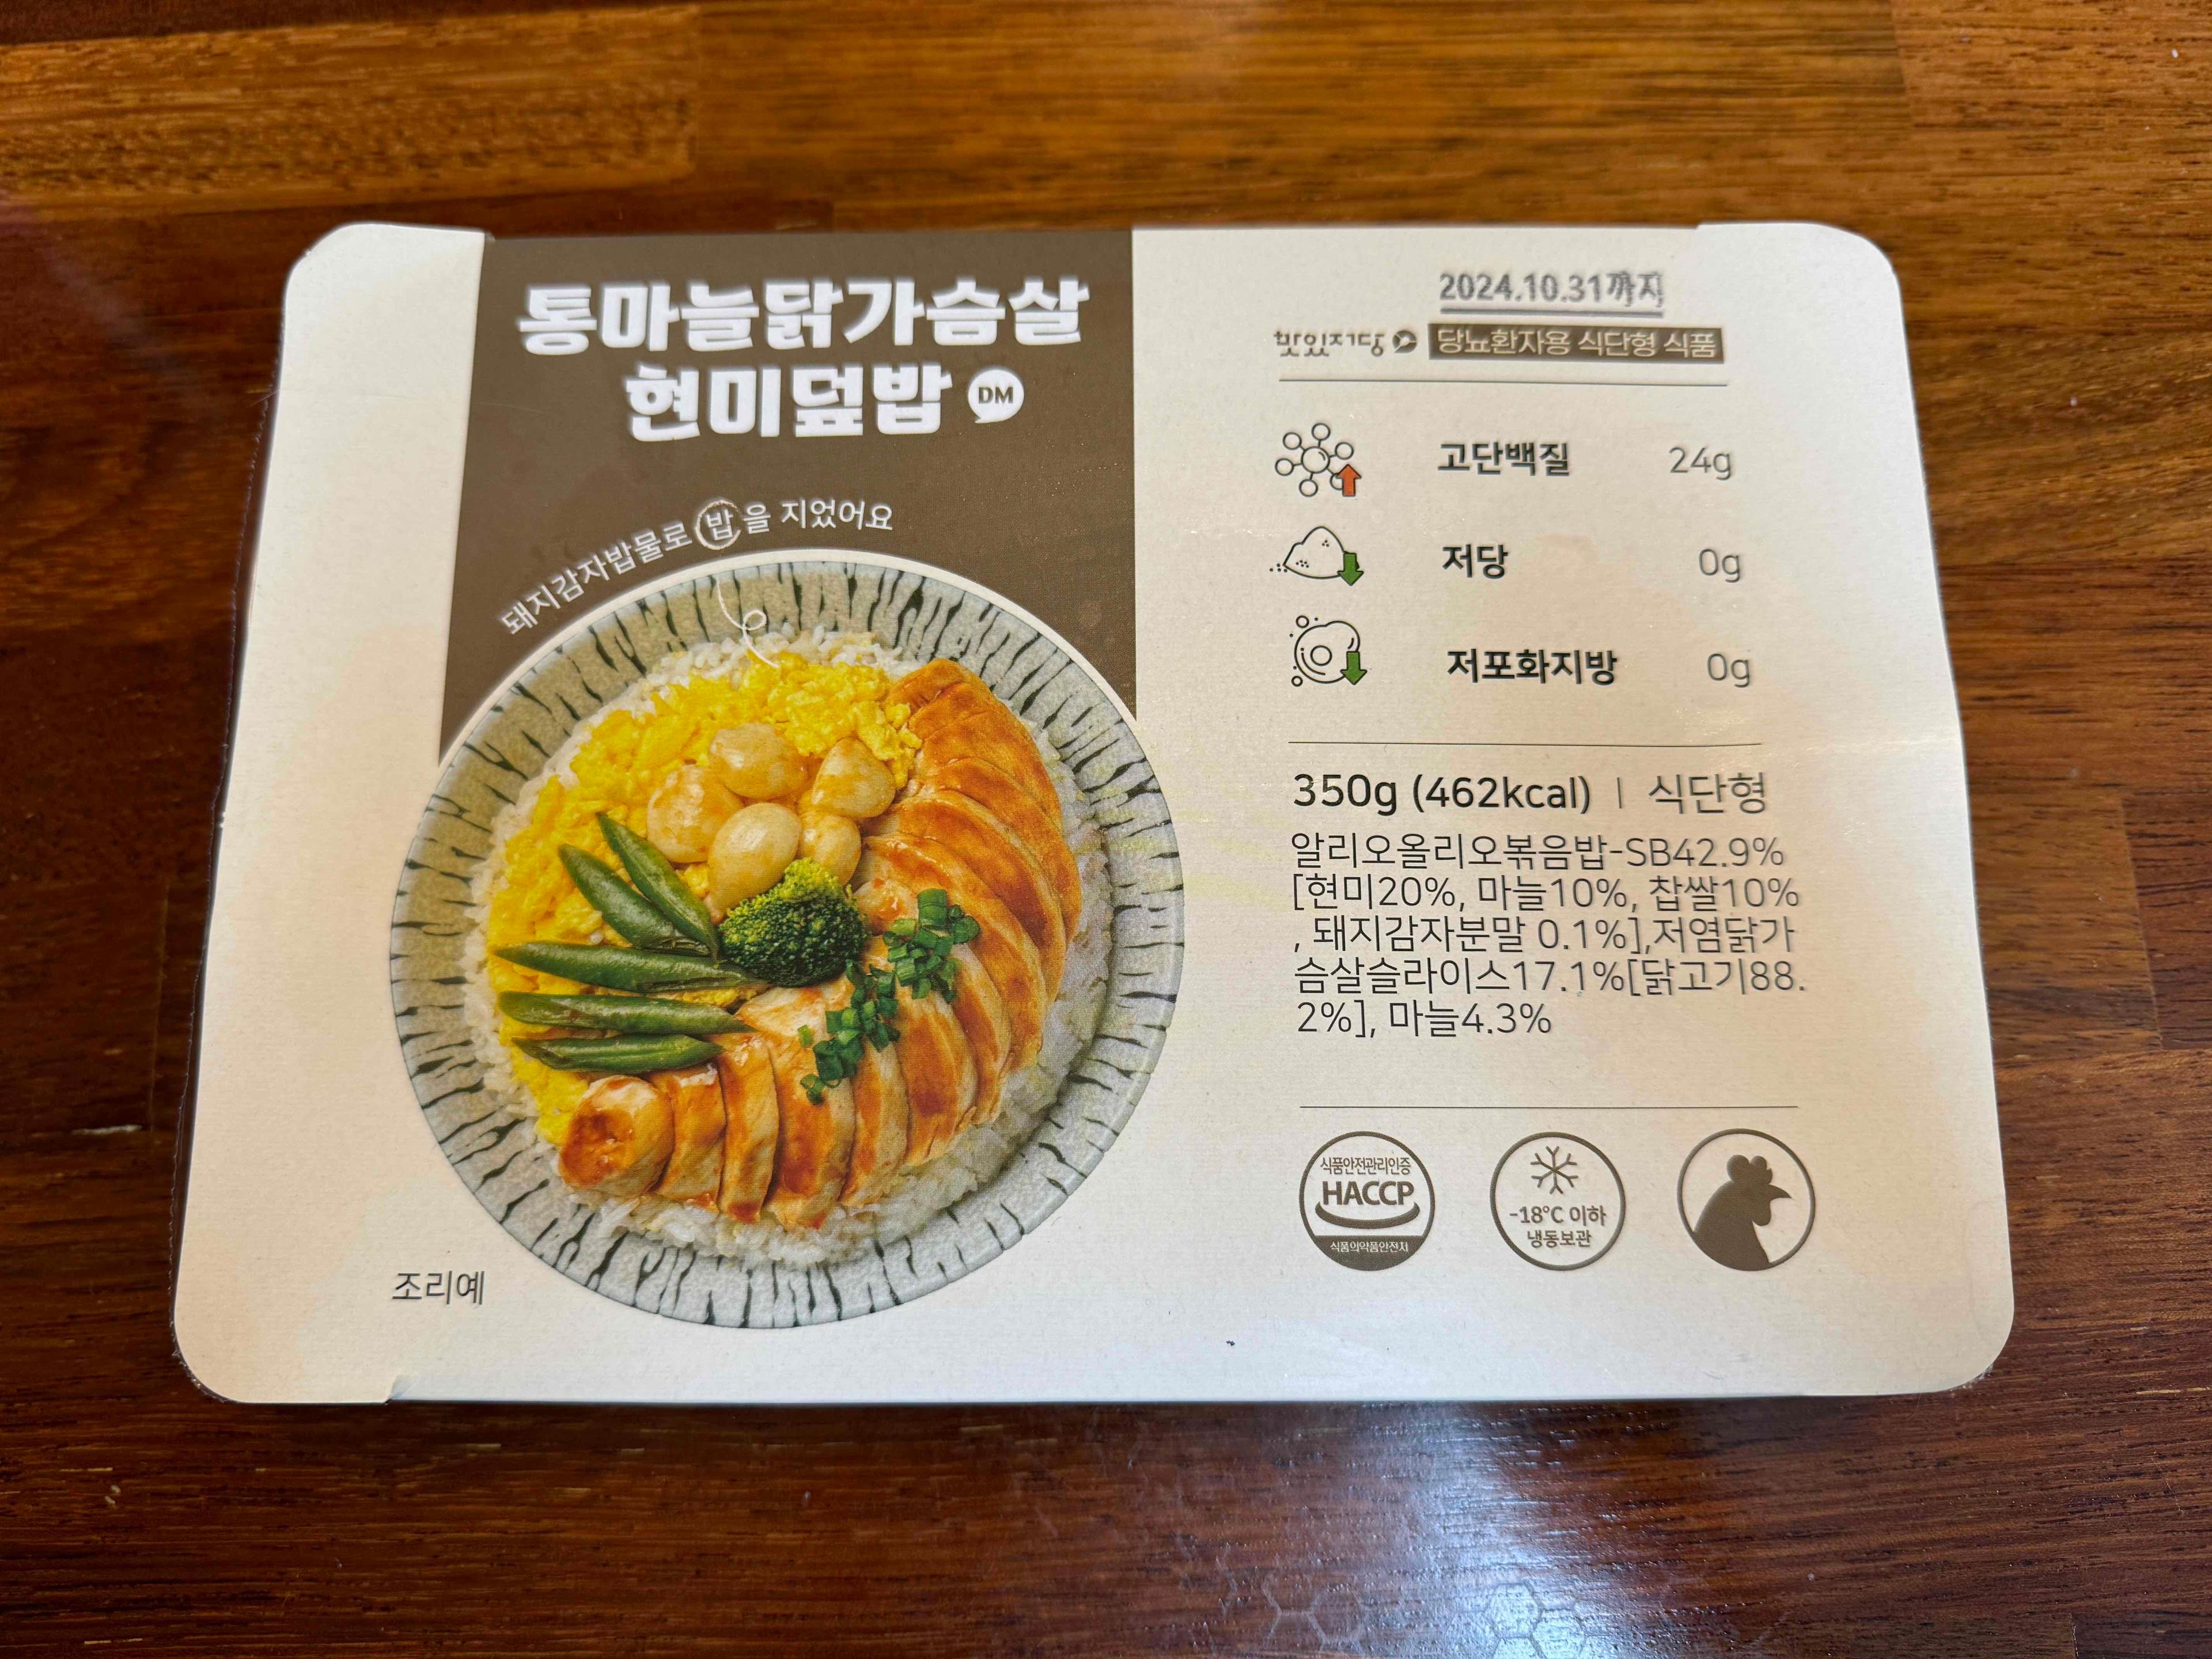 통마늘닭가슴살
현미덮밥 DM
돼지감자밥물로 밥을 지었어요
조리예
2024.10.31까지
맛있저당 당뇨환자용 식단형 식품
고단백질 24g
저당 0g
저포화지방 0g
350g (462kcal) | 식단형
알리오올리오볶음밥-SB42.9%
[현미20%, 마늘10%, 찹쌀10%
, 돼지감자분말 0.1%],저염닭가
슴살슬라이스17.1%[닭고기88.
2%], 마늘4.3%
식품안전관리인증
HACCP
식품의약품안전처
-18°C 이하
냉동보관